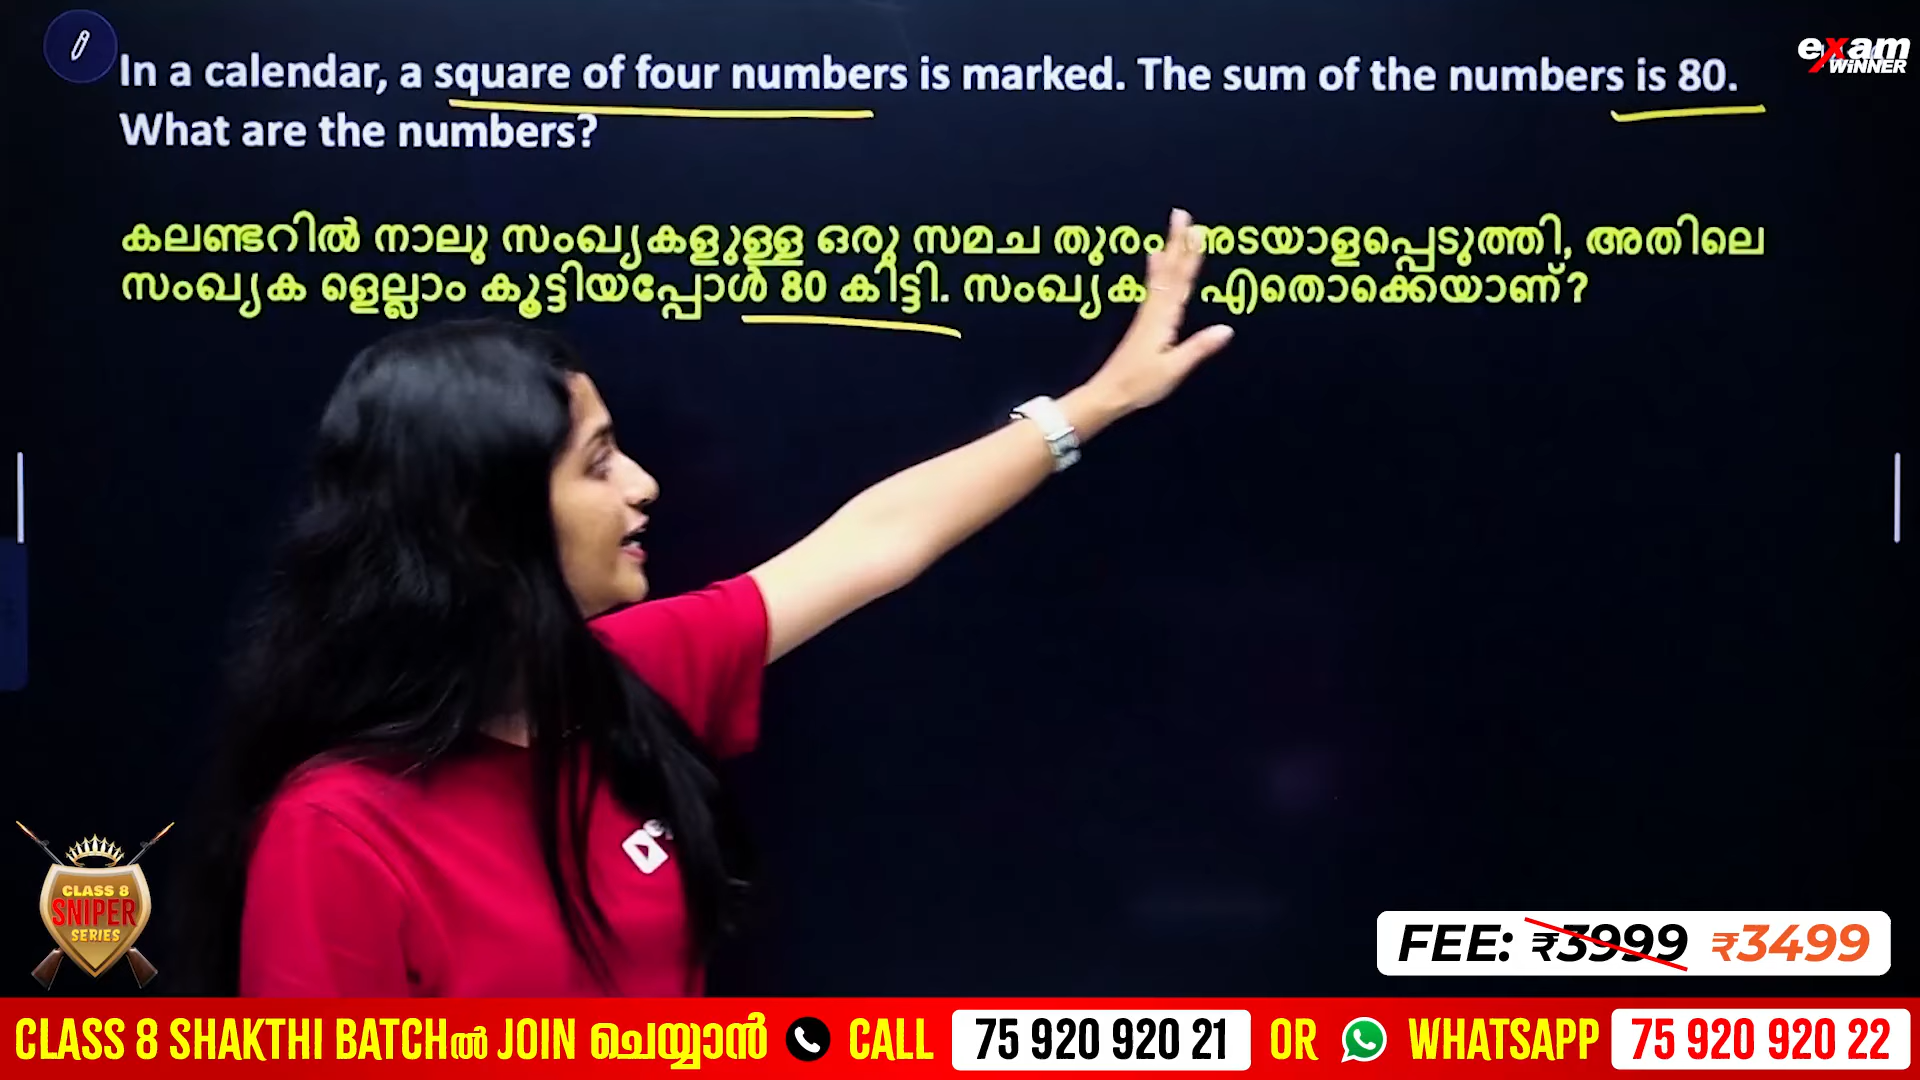 In a calendar, a square of four numbers is marked. The sum of the numbers is 80.
What are the numbers?
കലണ്ടറിൽ നാലു സംഖ്യകളുള്ള ഒരു സമച തുരം അടയാളപ്പെടുത്തി, അതിലെ
സംഖ്യക ളെല്ലാം കൂട്ടിയപ്പോൾ 80 കിട്ടി. എതൊക്കെയാണ്?
exam
WINNER
CLASS 8
SNIPER
SERIES
FEE: ₹3999 ₹3499
CLASS 8 SHAKTHI BATCHൽ JOIN ചെയ്യാൻ CALL 75 920 920 21 OR WHATSAPP 75 920 920 22